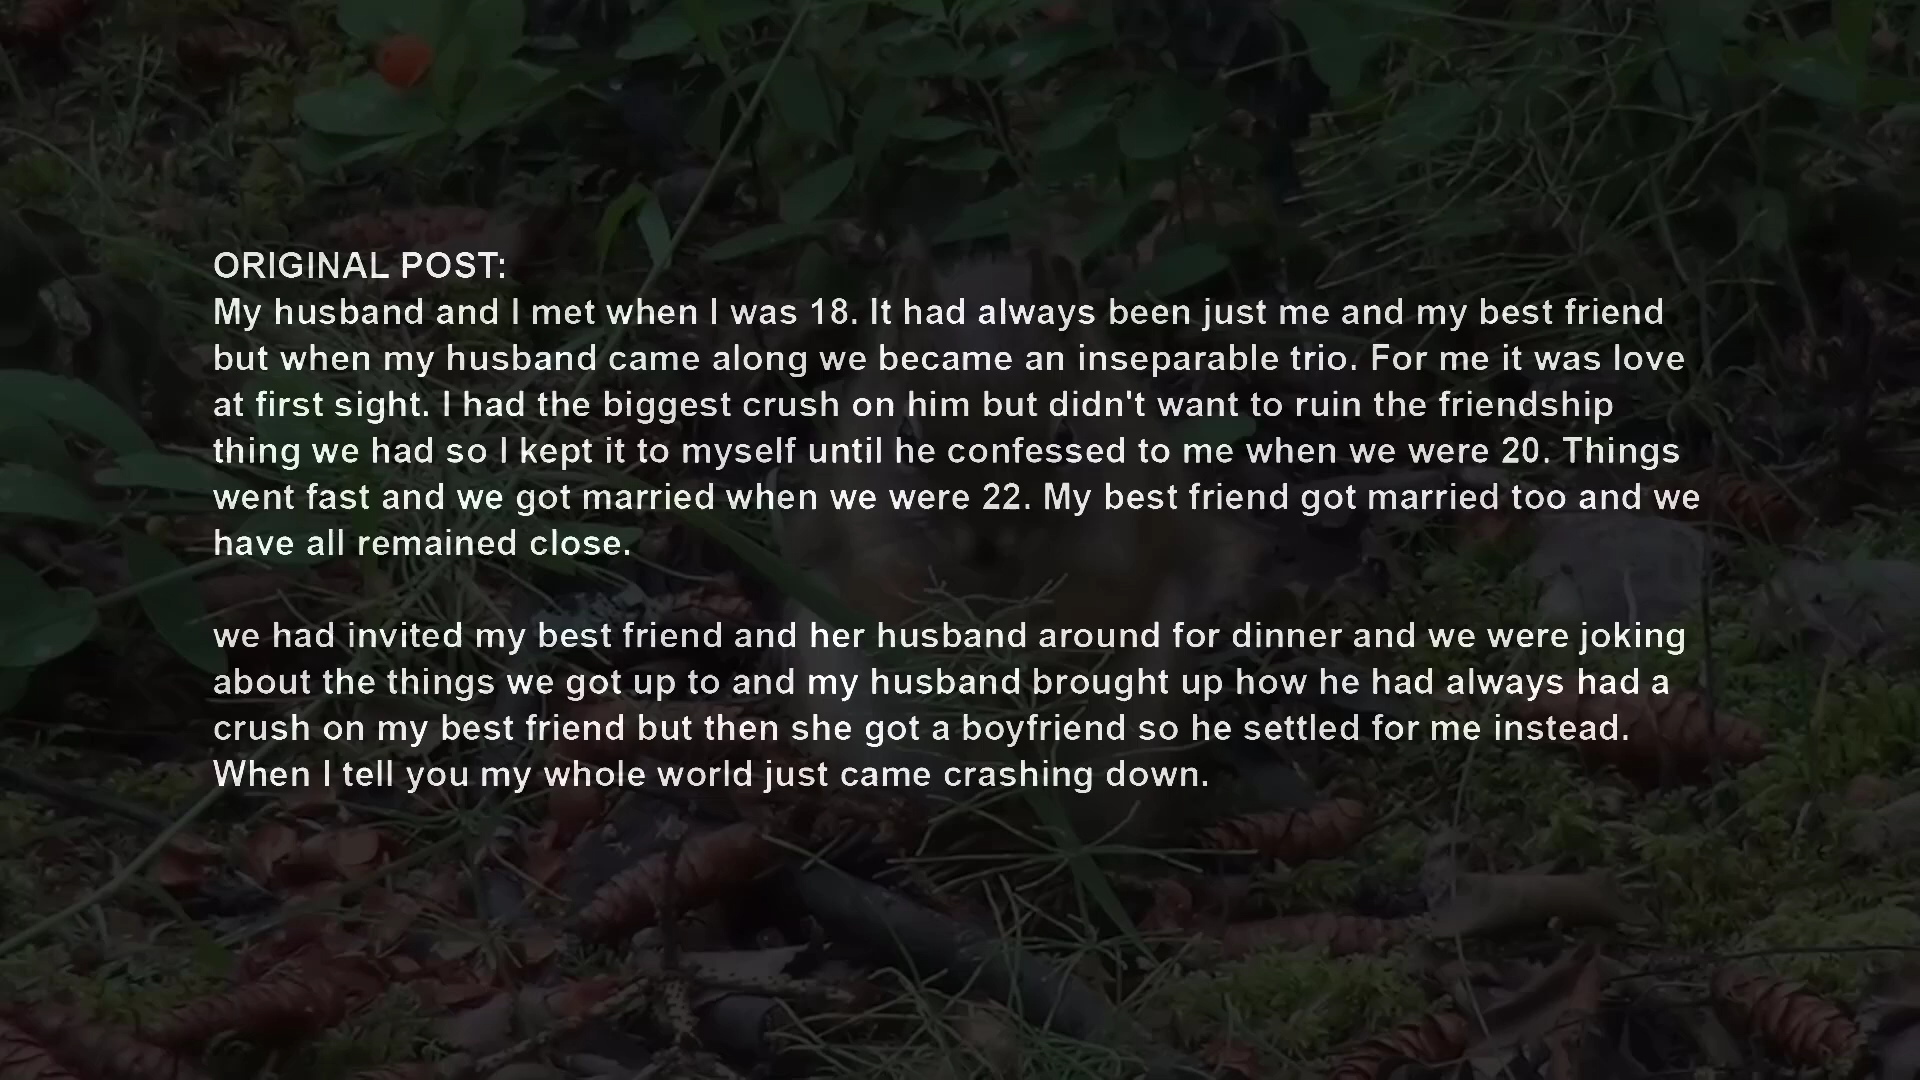 ORIGINAL POST:
My husband and I met when I was 18. It had always been just me and my best friend
but when my husband came along we became an inseparable trio. For me it was love
at first sight. I had the biggest crush on him but didn't want to ruin the friendship
thing we had so I kept it to myself until he confessed to me when we were 20. Things
went fast and we got married when we were 22. My best friend got married too and we
have all remained close.
we had invited my best friend and her husband around for dinner and we were joking
about the things we got up to and my husband brought up how he had always had a
crush on my best friend but then she got a boyfriend so he settled for me instead.
When I tell you my whole world just came crashing down.